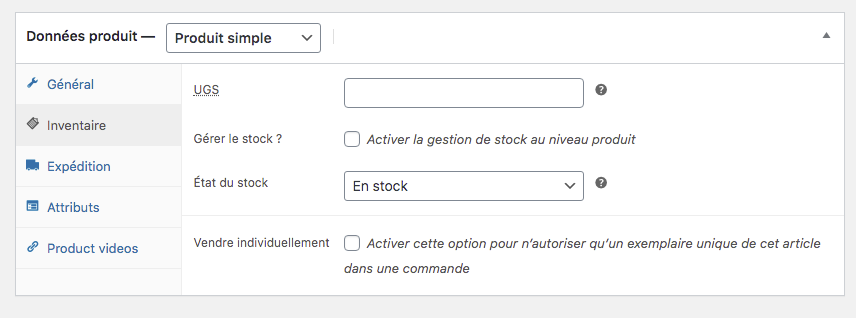 Données produit — Produit simple
Général
Inventaire
Expédition
Attributs
Product videos
UGS
Gérer le stock ? Activer la gestion de stock au niveau produit
État du stock En stock
Vendre individuellement Activer cette option pour n’autoriser qu’un exemplaire unique de cet article
dans une commande